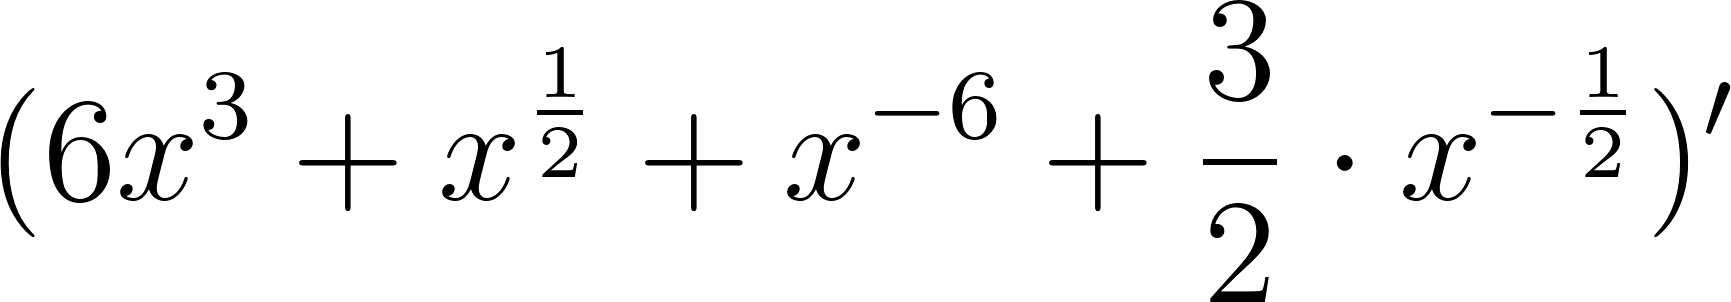 (6x^3 + x^{\frac{1}{2}} + x^{-6} + \frac{3}{2} \cdot x^{-\frac{1}{2}})'